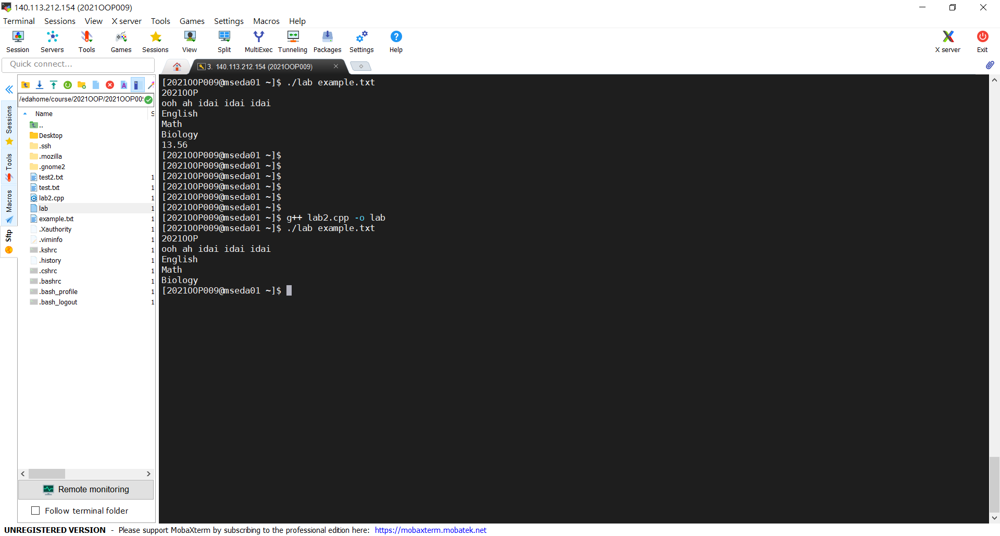 140.113.212.154 (2021OOP009)
Terminal Sessions View X server Tools Games Settings Macros Help
Session Servers Tools Games Sessions View Split MultiExec Tunneling Packages Settings Help X server Exit
Quick connect...
3. 140.113.212.154 (2021OOP009)
/edahome/course/2021OOP/2021OOP009
Name S
..
Desktop
.ssh
.mozilla
.gnome2
test2.txt 1
test.txt 1
lab2.cpp 1
lab 1
example.txt 1
.Xauthority 1
.viminfo 1
.kshrc 1
.history 1
.cshrc 1
.bashrc 1
.bash_profile 1
.bash_logout 1
Sessions
Tools
Macros
Sftp
Remote monitoring
Follow terminal folder
[2021OOP009@mseda01 ~]$ ./lab example.txt
2021OOP
ooh ah idai idai idai
English
Math
Biology
13.56
[2021OOP009@mseda01 ~]$
[2021OOP009@mseda01 ~]$
[2021OOP009@mseda01 ~]$
[2021OOP009@mseda01 ~]$
[2021OOP009@mseda01 ~]$
[2021OOP009@mseda01 ~]$
[2021OOP009@mseda01 ~]$ g++ lab2.cpp -o lab
[2021OOP009@mseda01 ~]$ ./lab example.txt
2021OOP
ooh ah idai idai idai
English
Math
Biology
[2021OOP009@mseda01 ~]$
UNREGISTERED VERSION - Please support MobaXterm by subscribing to the professional edition here: https://mobaxterm.mobatek.net